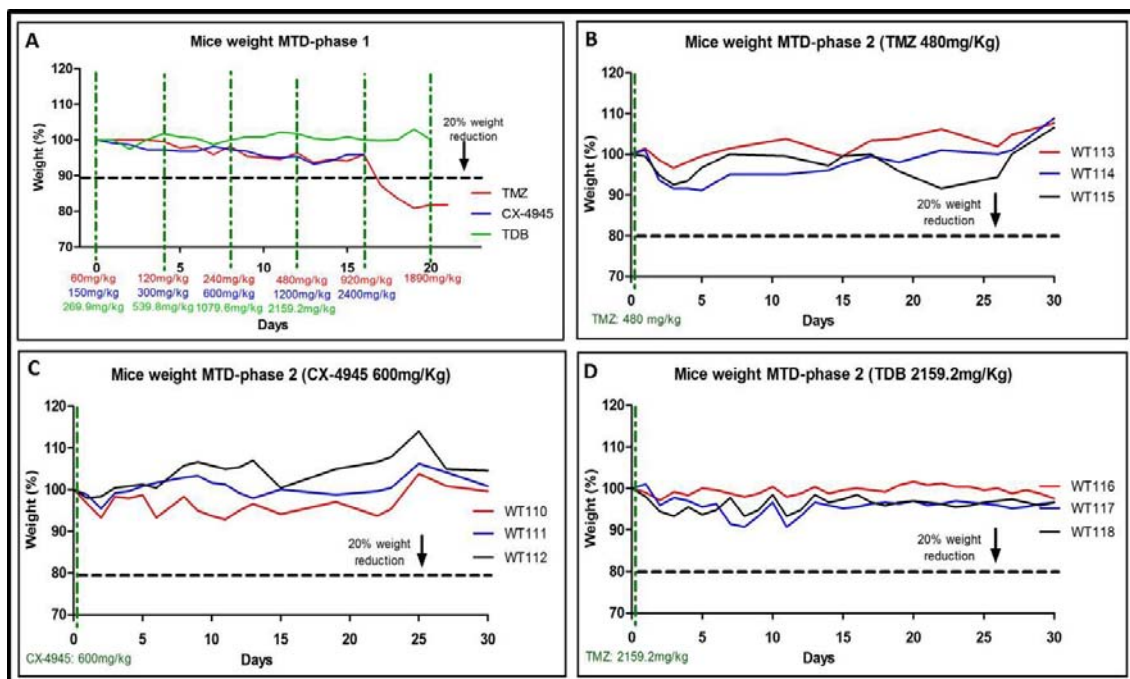 A
Mice weight MTD-phase 1
120
110
100
90
80
70
Weight (%)
20% weight
reduction
TMZ
CX-4945
TDB
0
5
10
15
20
60mg/kg 120mg/kg 240mg/kg 480mg/kg 920mg/kg 1890mg/kg
150mg/kg 300mg/kg 600mg/kg 1200mg/kg 2400mg/kg
269.9mg/kg 539.8mg/kg 1079.6mg/kg 2159.2mg/kg
Days
B
Mice weight MTD-phase 2 (TMZ 480mg/Kg)
120
110
100
90
80
70
Weight (%)
WT113
WT114
WT115
20% weight
reduction
0 5 10 15 20 25 30
TMZ: 480 mg/kg
Days
C
Mice weight MTD-phase 2 (CX-4945 600mg/Kg)
120
110
100
90
80
70
Weight (%)
WT110
WT111
WT112
20% weight
reduction
0 5 10 15 20 25 30
CX-4945: 600mg/kg
Days
D
Mice weight MTD-phase 2 (TDB 2159.2mg/Kg)
120
110
100
90
80
70
Weight (%)
WT116
WT117
WT118
20% weight
reduction
0 5 10 15 20 25 30
TMZ: 2159.2mg/kg
Days